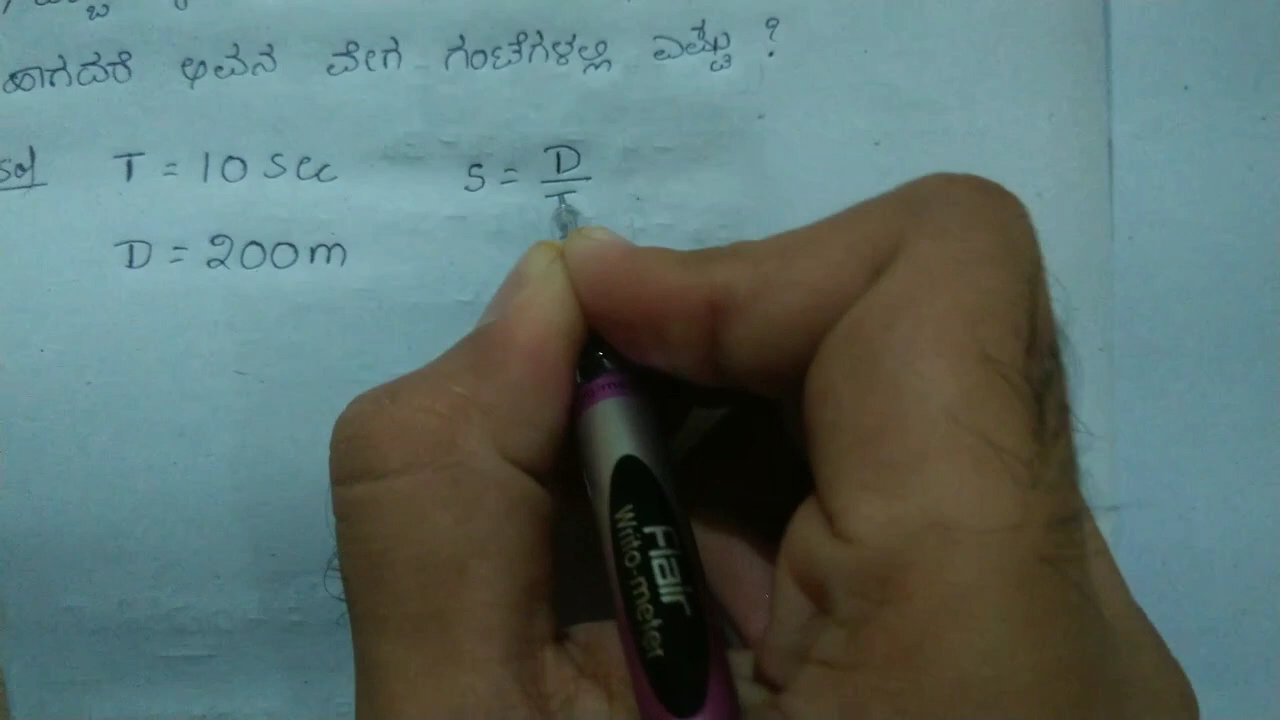 ಹಾಗದರೆ ಅವನ ವೇಗ ಗಂಟೆಗಳಲ್ಲಿ ಎಷ್ಟು ?
Sol T = 10 Sec S = D/T
D = 200m
Flair
Writo-meter